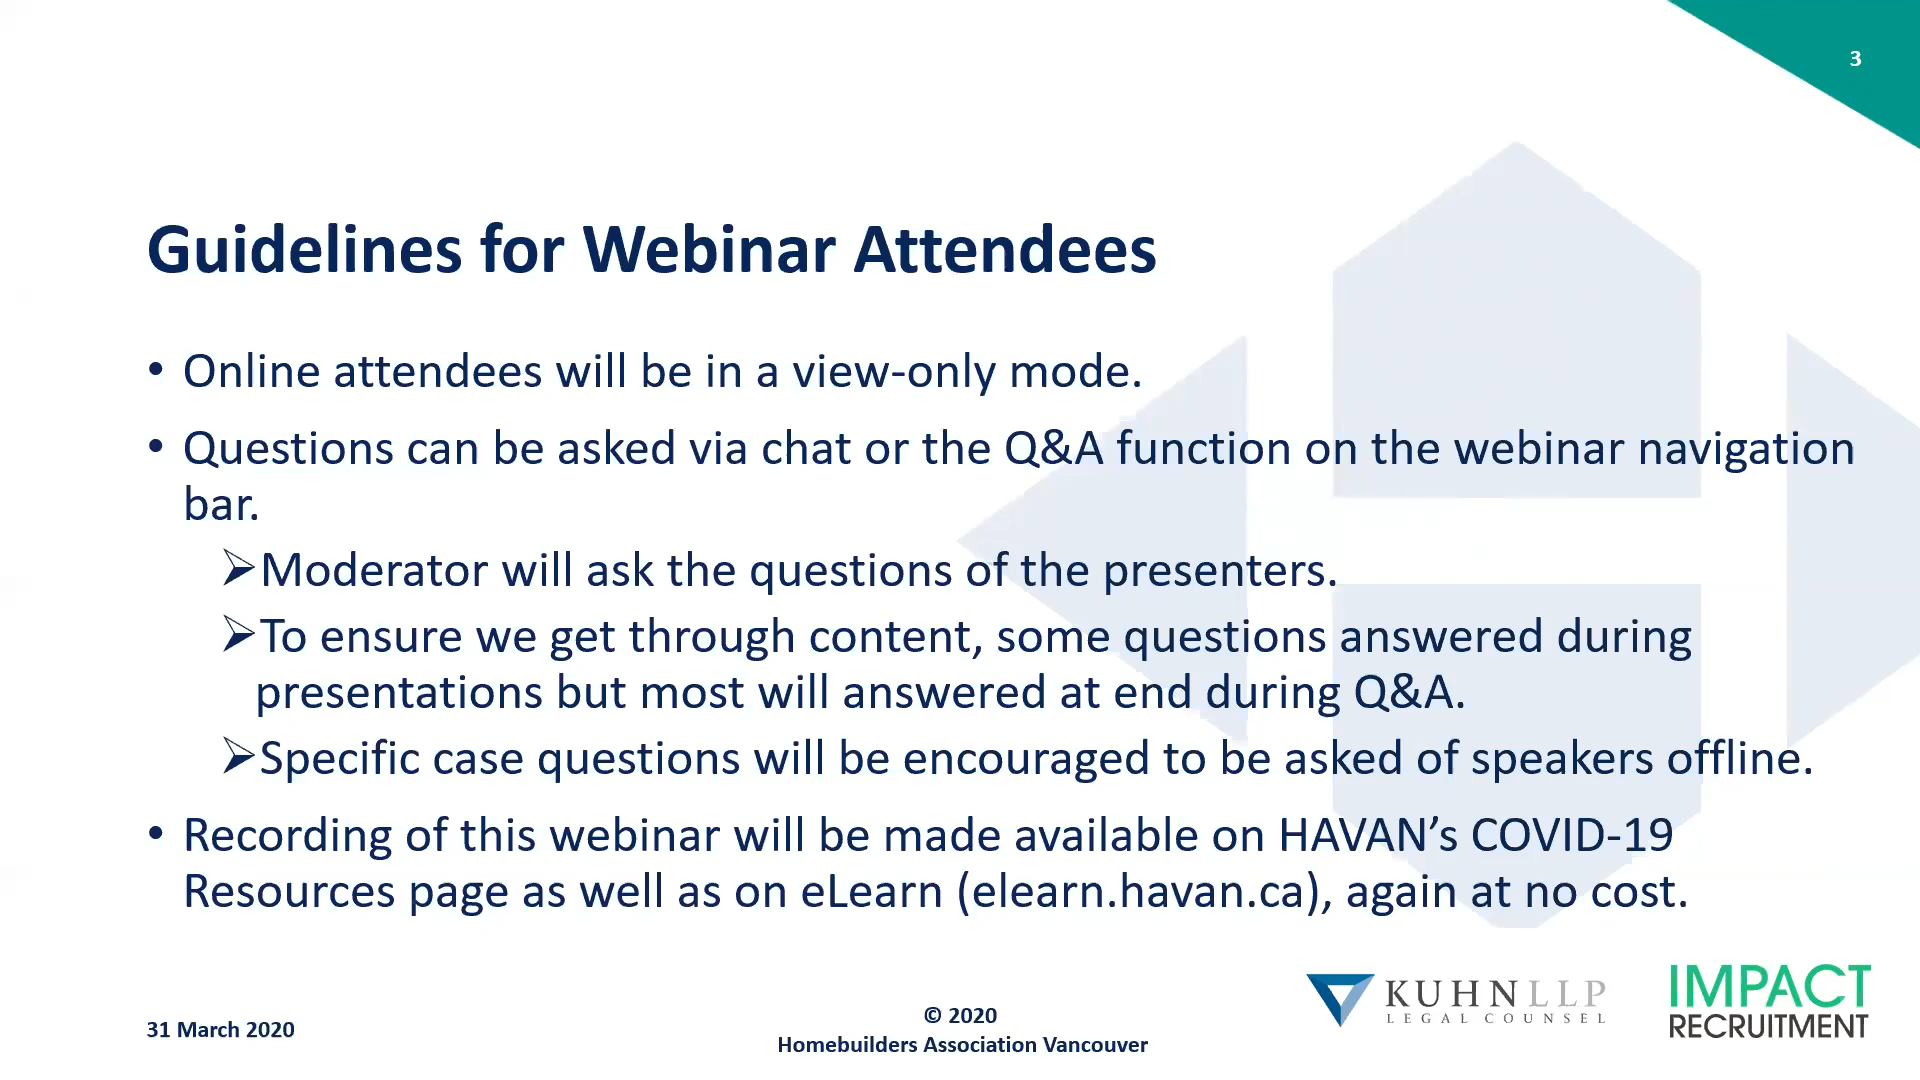 3
Guidelines for Webinar Attendees
• Online attendees will be in a view-only mode.
• Questions can be asked via chat or the Q&A function on the webinar navigation
bar.
➢Moderator will ask the questions of the presenters.
➢To ensure we get through content, some questions answered during
presentations but most will answered at end during Q&A.
➢Specific case questions will be encouraged to be asked of speakers offline.
• Recording of this webinar will be made available on HAVAN’s COVID-19
Resources page as well as on eLearn (elearn.havan.ca), again at no cost.
31 March 2020
© 2020
Homebuilders Association Vancouver
KUHN LLP
LEGAL COUNSEL
IMPACT
RECRUITMENT